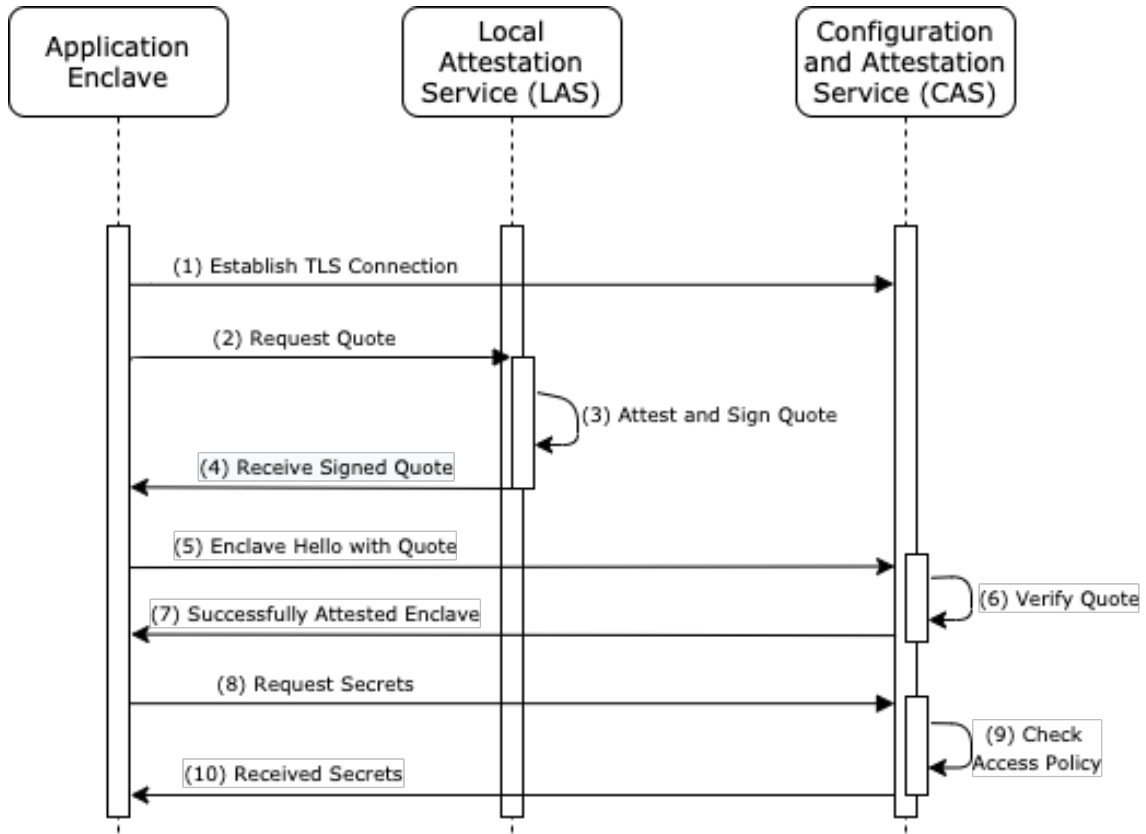 Application
Enclave
Local
Attestation
Service (LAS)
Configuration
and Attestation
Service (CAS)
(1) Establish TLS Connection
(2) Request Quote
(3) Attest and Sign Quote
(4) Receive Signed Quote
(5) Enclave Hello with Quote
(6) Verify Quote
(7) Successfully Attested Enclave
(8) Request Secrets
(9) Check
Access Policy
(10) Received Secrets